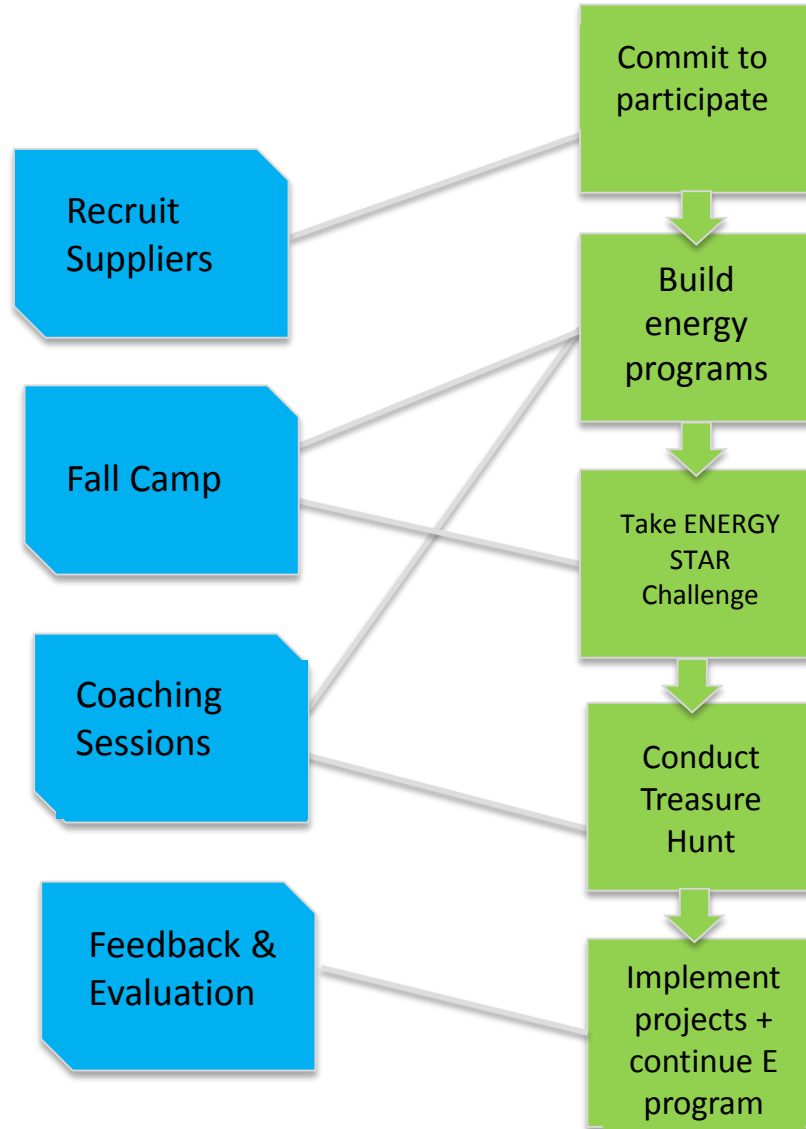 Commit to
participate
Recruit
Suppliers
Build
energy
programs
Fall Camp
Take ENERGY
STAR
Challenge
Coaching
Sessions
Conduct
Treasure
Hunt
Feedback &
Evaluation
Implement
projects +
continue E
program